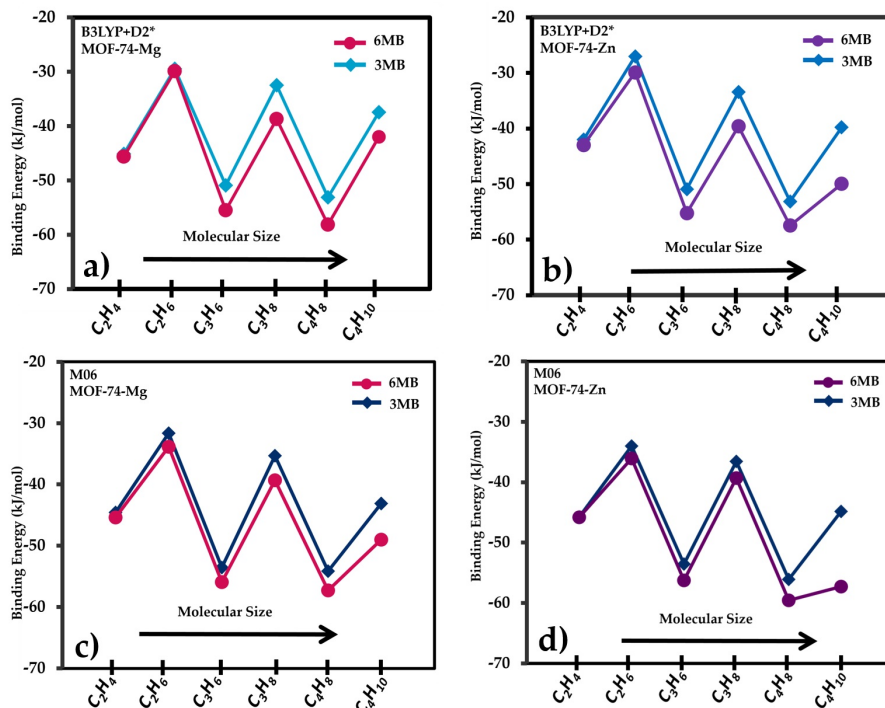 B3LYP+D2*
MOF-74-Mg
6MB
3MB
Binding Energy (kJ/mol)
-20
-30
-40
-50
-60
-70
Molecular Size
a)
C₂H₄
C₂H₆
C₃H₆
C₃H₈
C₄H₈
C₄H₁₀
B3LYP+D2*
MOF-74-Zn
6MB
3MB
Binding Energy (kJ/mol)
-20
-30
-40
-50
-60
-70
Molecular Size
b)
C₂H₄
C₂H₆
C₃H₆
C₃H₈
C₄H₈
C₄H₁₀
M06
MOF-74-Mg
6MB
3MB
Binding Energy (kJ/mol)
-20
-30
-40
-50
-60
-70
Molecular Size
c)
C₂H₄
C₂H₆
C₃H₆
C₃H₈
C₄H₈
C₄H₁₀
M06
MOF-74-Zn
6MB
3MB
Binding Energy (kJ/mol)
-20
-30
-40
-50
-60
-70
Molecular Size
d)
C₂H₄
C₂H₆
C₃H₆
C₃H₈
C₄H₈
C₄H₁₀